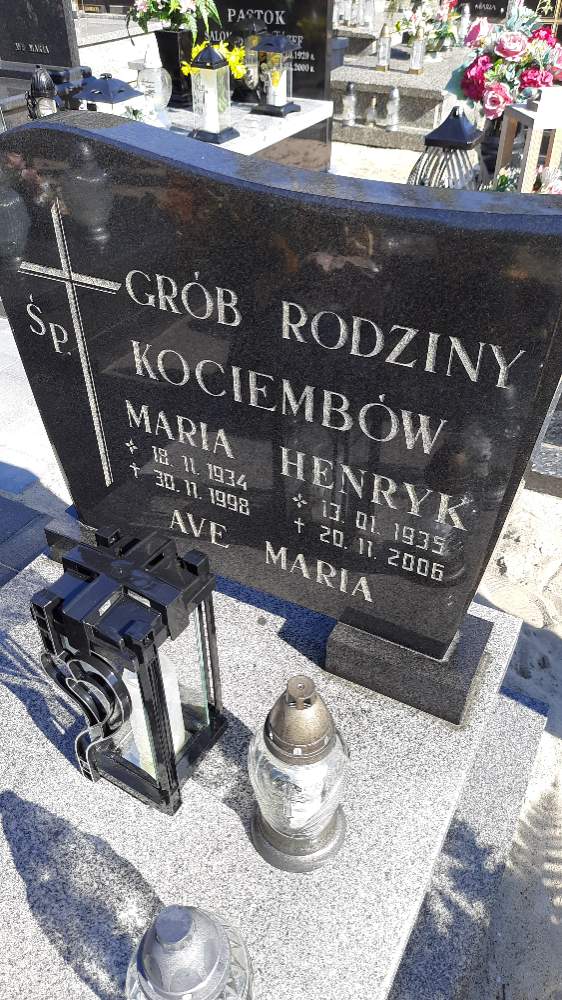 MARIA
PASTOK
GRÓB RODZINY
Ś.P.
KOCIEMBÓW
MARIA HENRYK
18. 11. 1934 13. 01. 1935
30. 11. 1998 20. 11. 2006
AVE MARIA